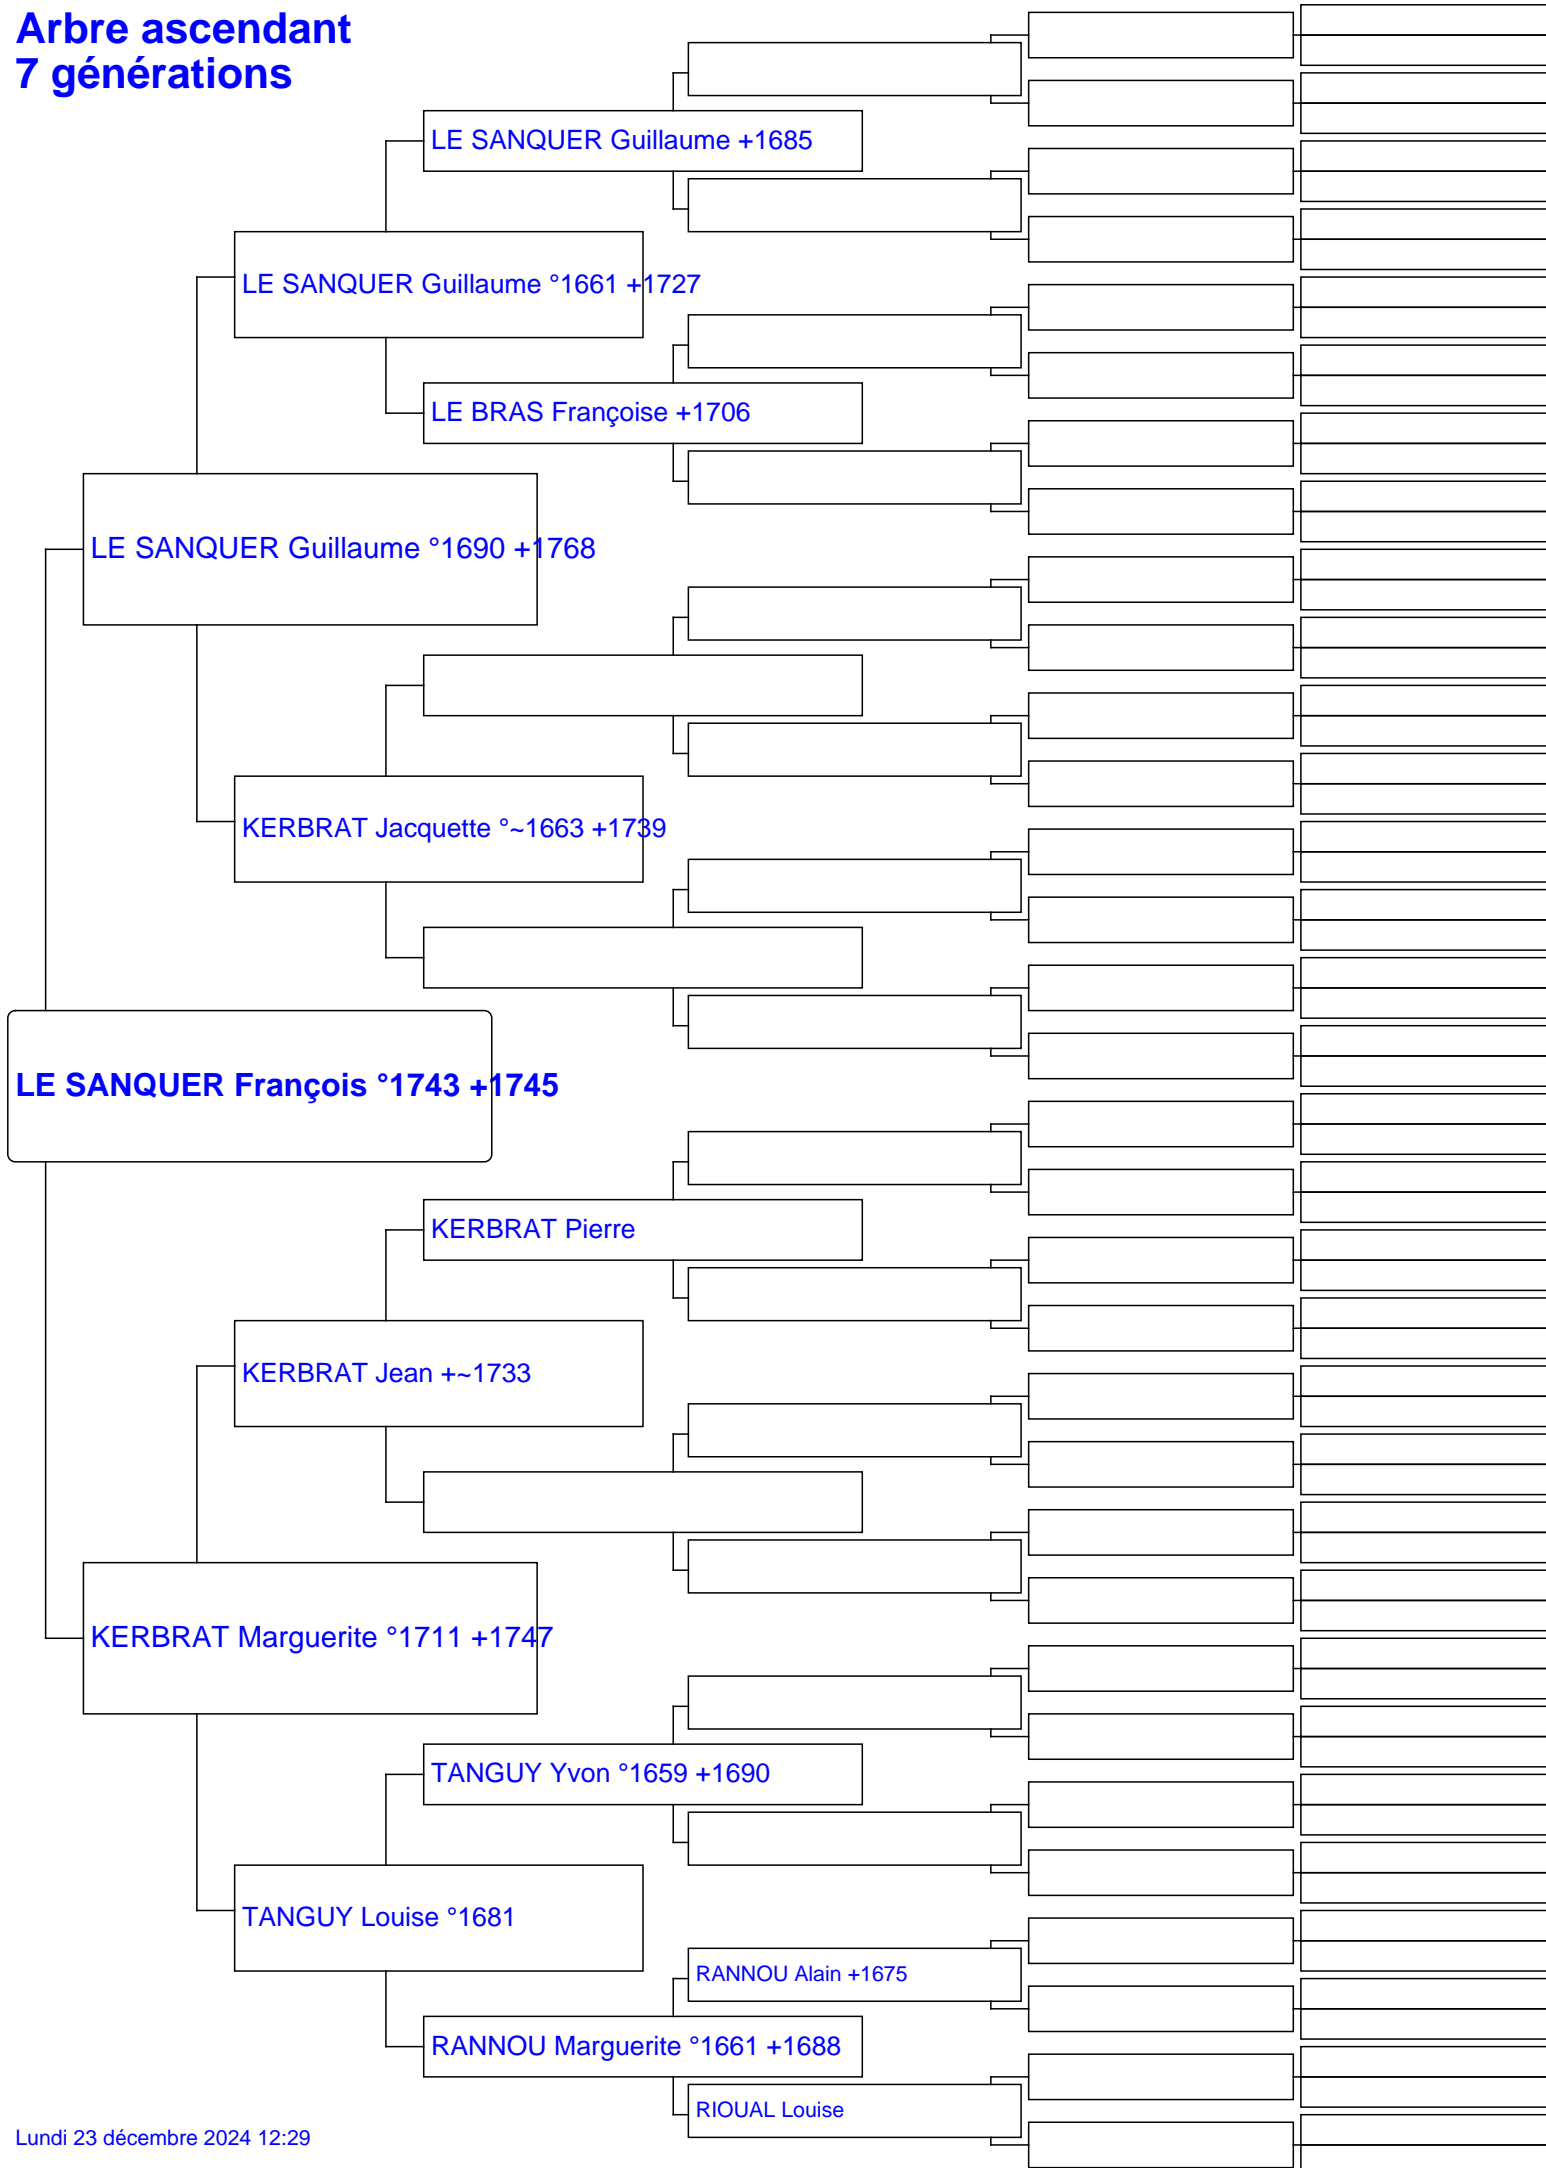 Arbre ascendant
7 générations
LE SANQUER Guillaume +1685
LE SANQUER Guillaume °1661 +1727
LE BRAS Françoise +1706
LE SANQUER Guillaume °1690 +1768
KERBRAT Jacquette °~1663 +1739
LE SANQUER François °1743 +1745
KERBRAT Pierre
KERBRAT Jean +~1733
KERBRAT Marguerite °1711 +1747
TANGUY Yvon °1659 +1690
TANGUY Louise °1681
RANNOU Alain +1675
RANNOU Marguerite °1661 +1688
RIOUAL Louise
Lundi 23 décembre 2024 12:29